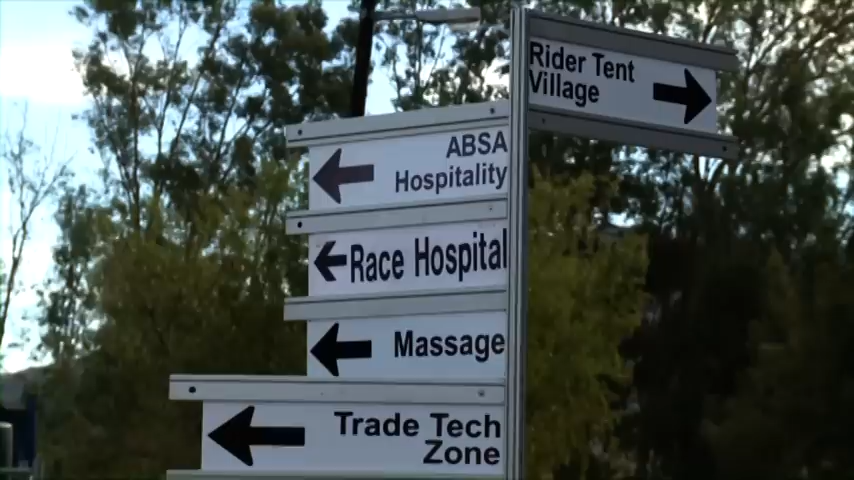 Rider Tent
Village
ABSA
Hospitality
Race Hospital
Massage
Trade Tech
Zone